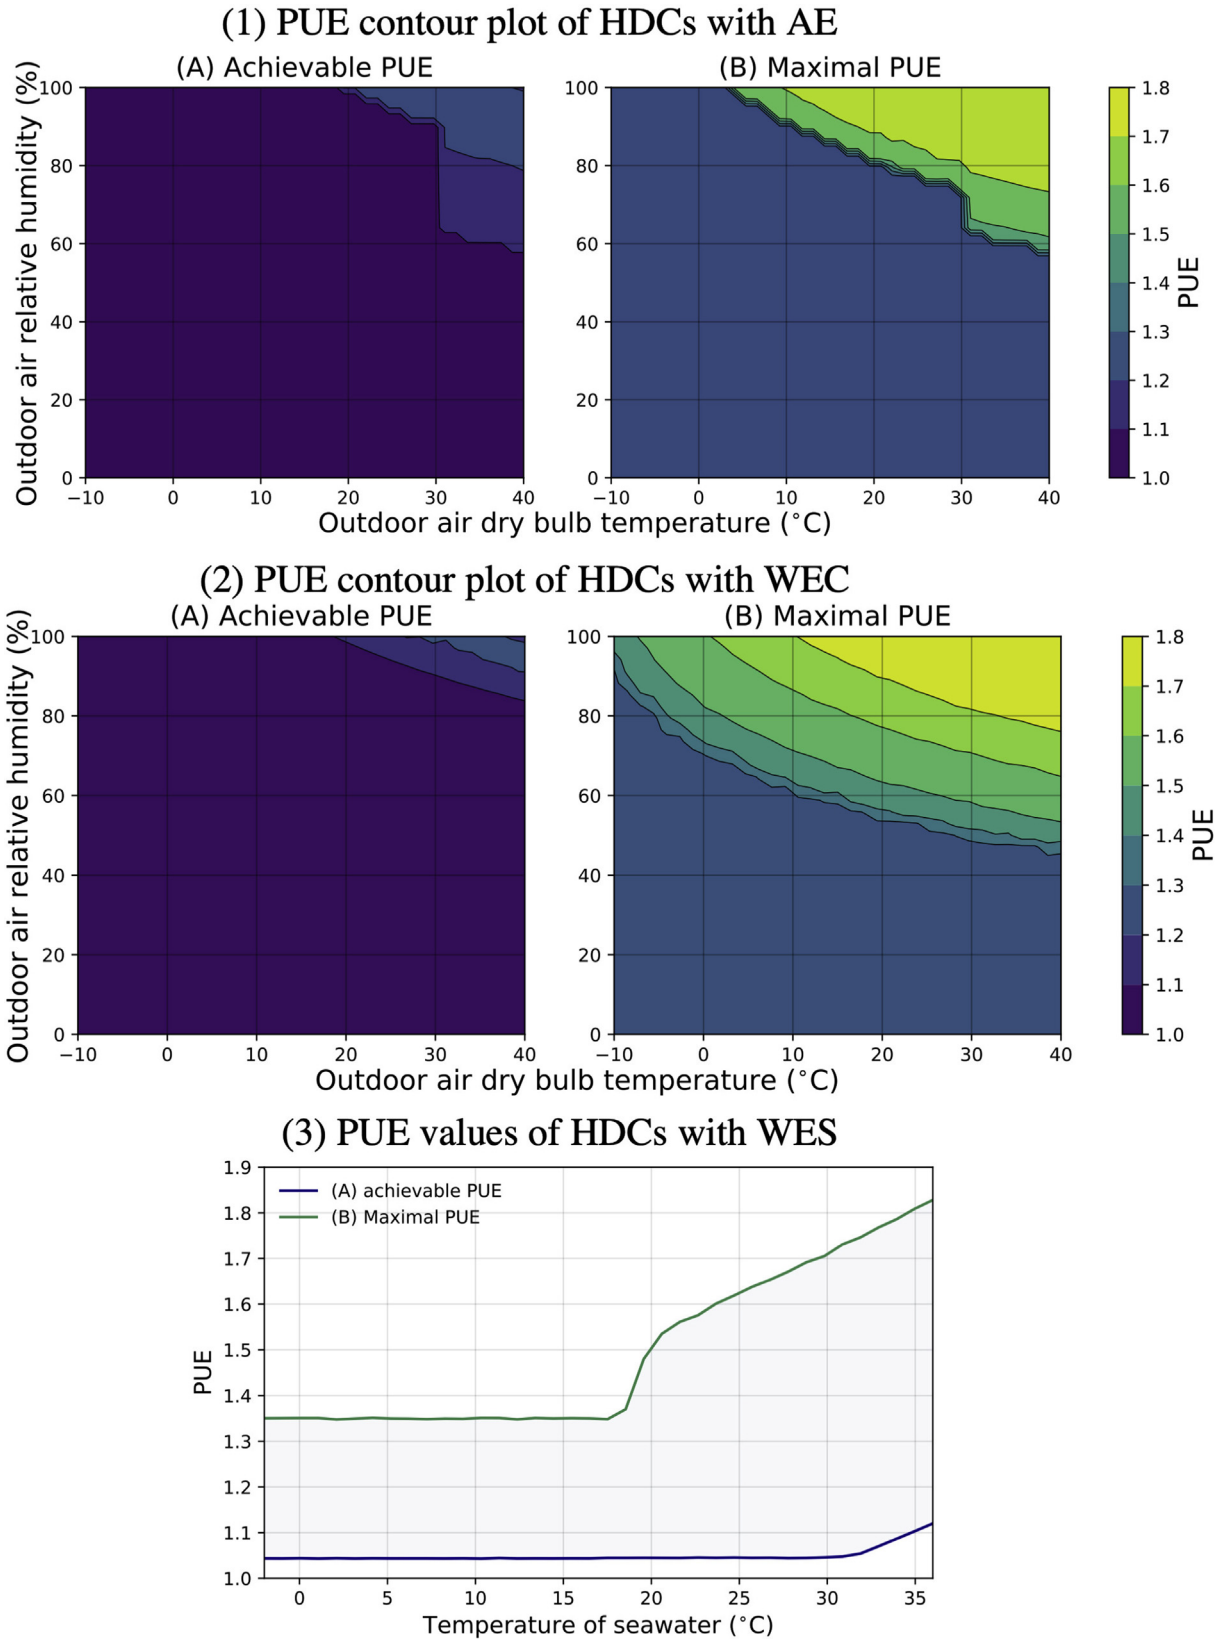 (1) PUE contour plot of HDCs with AE
(A) Achievable PUE
(B) Maximal PUE
Outdoor air relative humidity (%)
100
80
60
40
20
0
−10 0 10 20 30 40
100
80
60
40
20
0
−10 0 10 20 30 40
Outdoor air dry bulb temperature (°C)
1.8
1.7
1.6
1.5
1.4
1.3
1.2
1.1
1.0
PUE
(2) PUE contour plot of HDCs with WEC
(A) Achievable PUE
(B) Maximal PUE
Outdoor air relative humidity (%)
100
80
60
40
20
0
−10 0 10 20 30 40
100
80
60
40
20
0
−10 0 10 20 30 40
Outdoor air dry bulb temperature (°C)
1.8
1.7
1.6
1.5
1.4
1.3
1.2
1.1
1.0
PUE
(3) PUE values of HDCs with WES
(A) achievable PUE
(B) Maximal PUE
PUE
1.9
1.8
1.7
1.6
1.5
1.4
1.3
1.2
1.1
1.0
0 5 10 15 20 25 30 35
Temperature of seawater (°C)